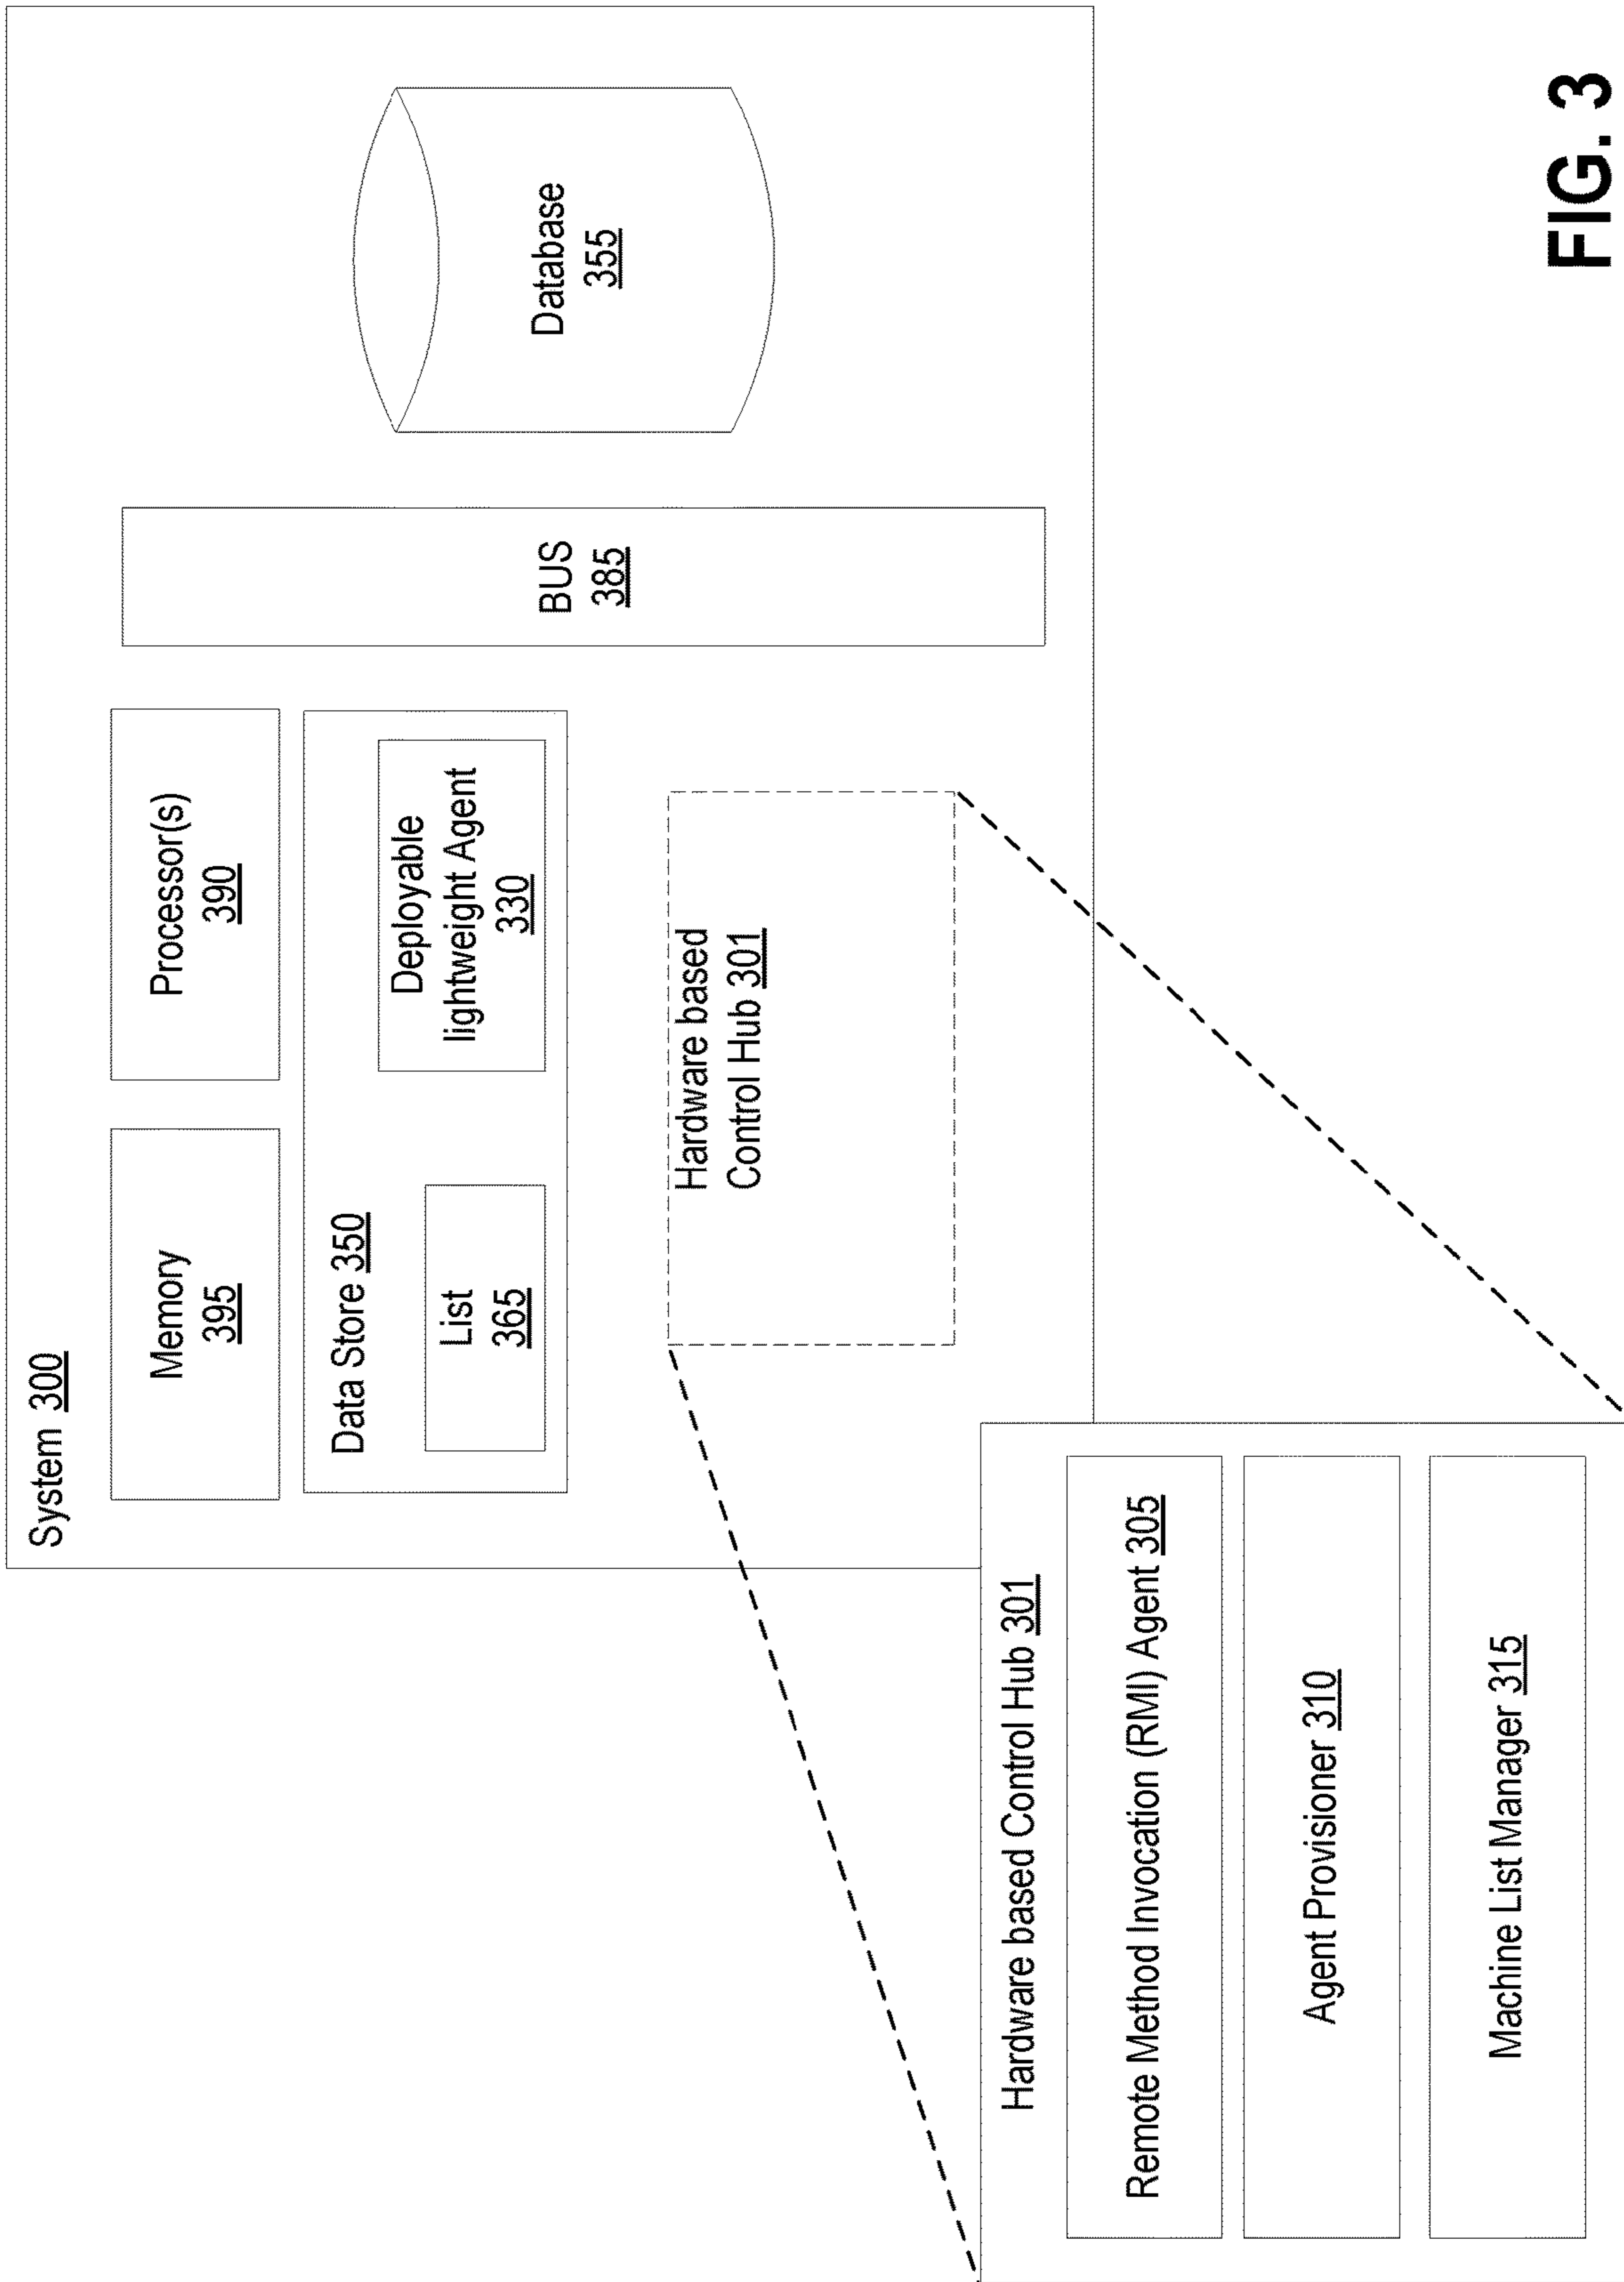 System 300
Memory
395
Processor(s)
390
Data Store 350
List
365
Deployable
lightweight Agent
330
Hardware based
Control Hub 301
BUS
385
Database
355
Hardware based Control Hub 301
Remote Method Invocation (RMI) Agent 305
Agent Provisioner 310
Machine List Manager 315
FIG. 3